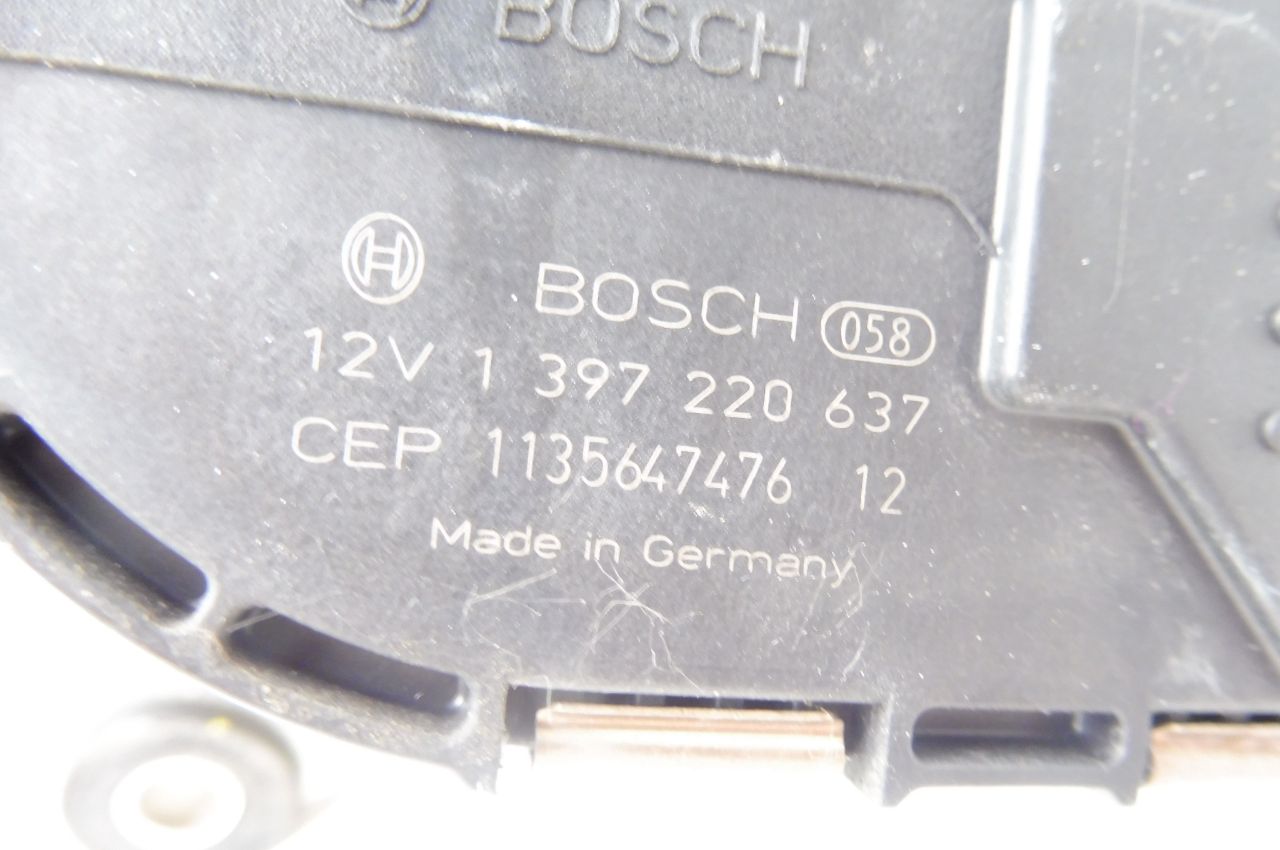 BOSCH
BOSCH 058
12V 1 397 220 637
CEP 1135647476 12
Made in Germany